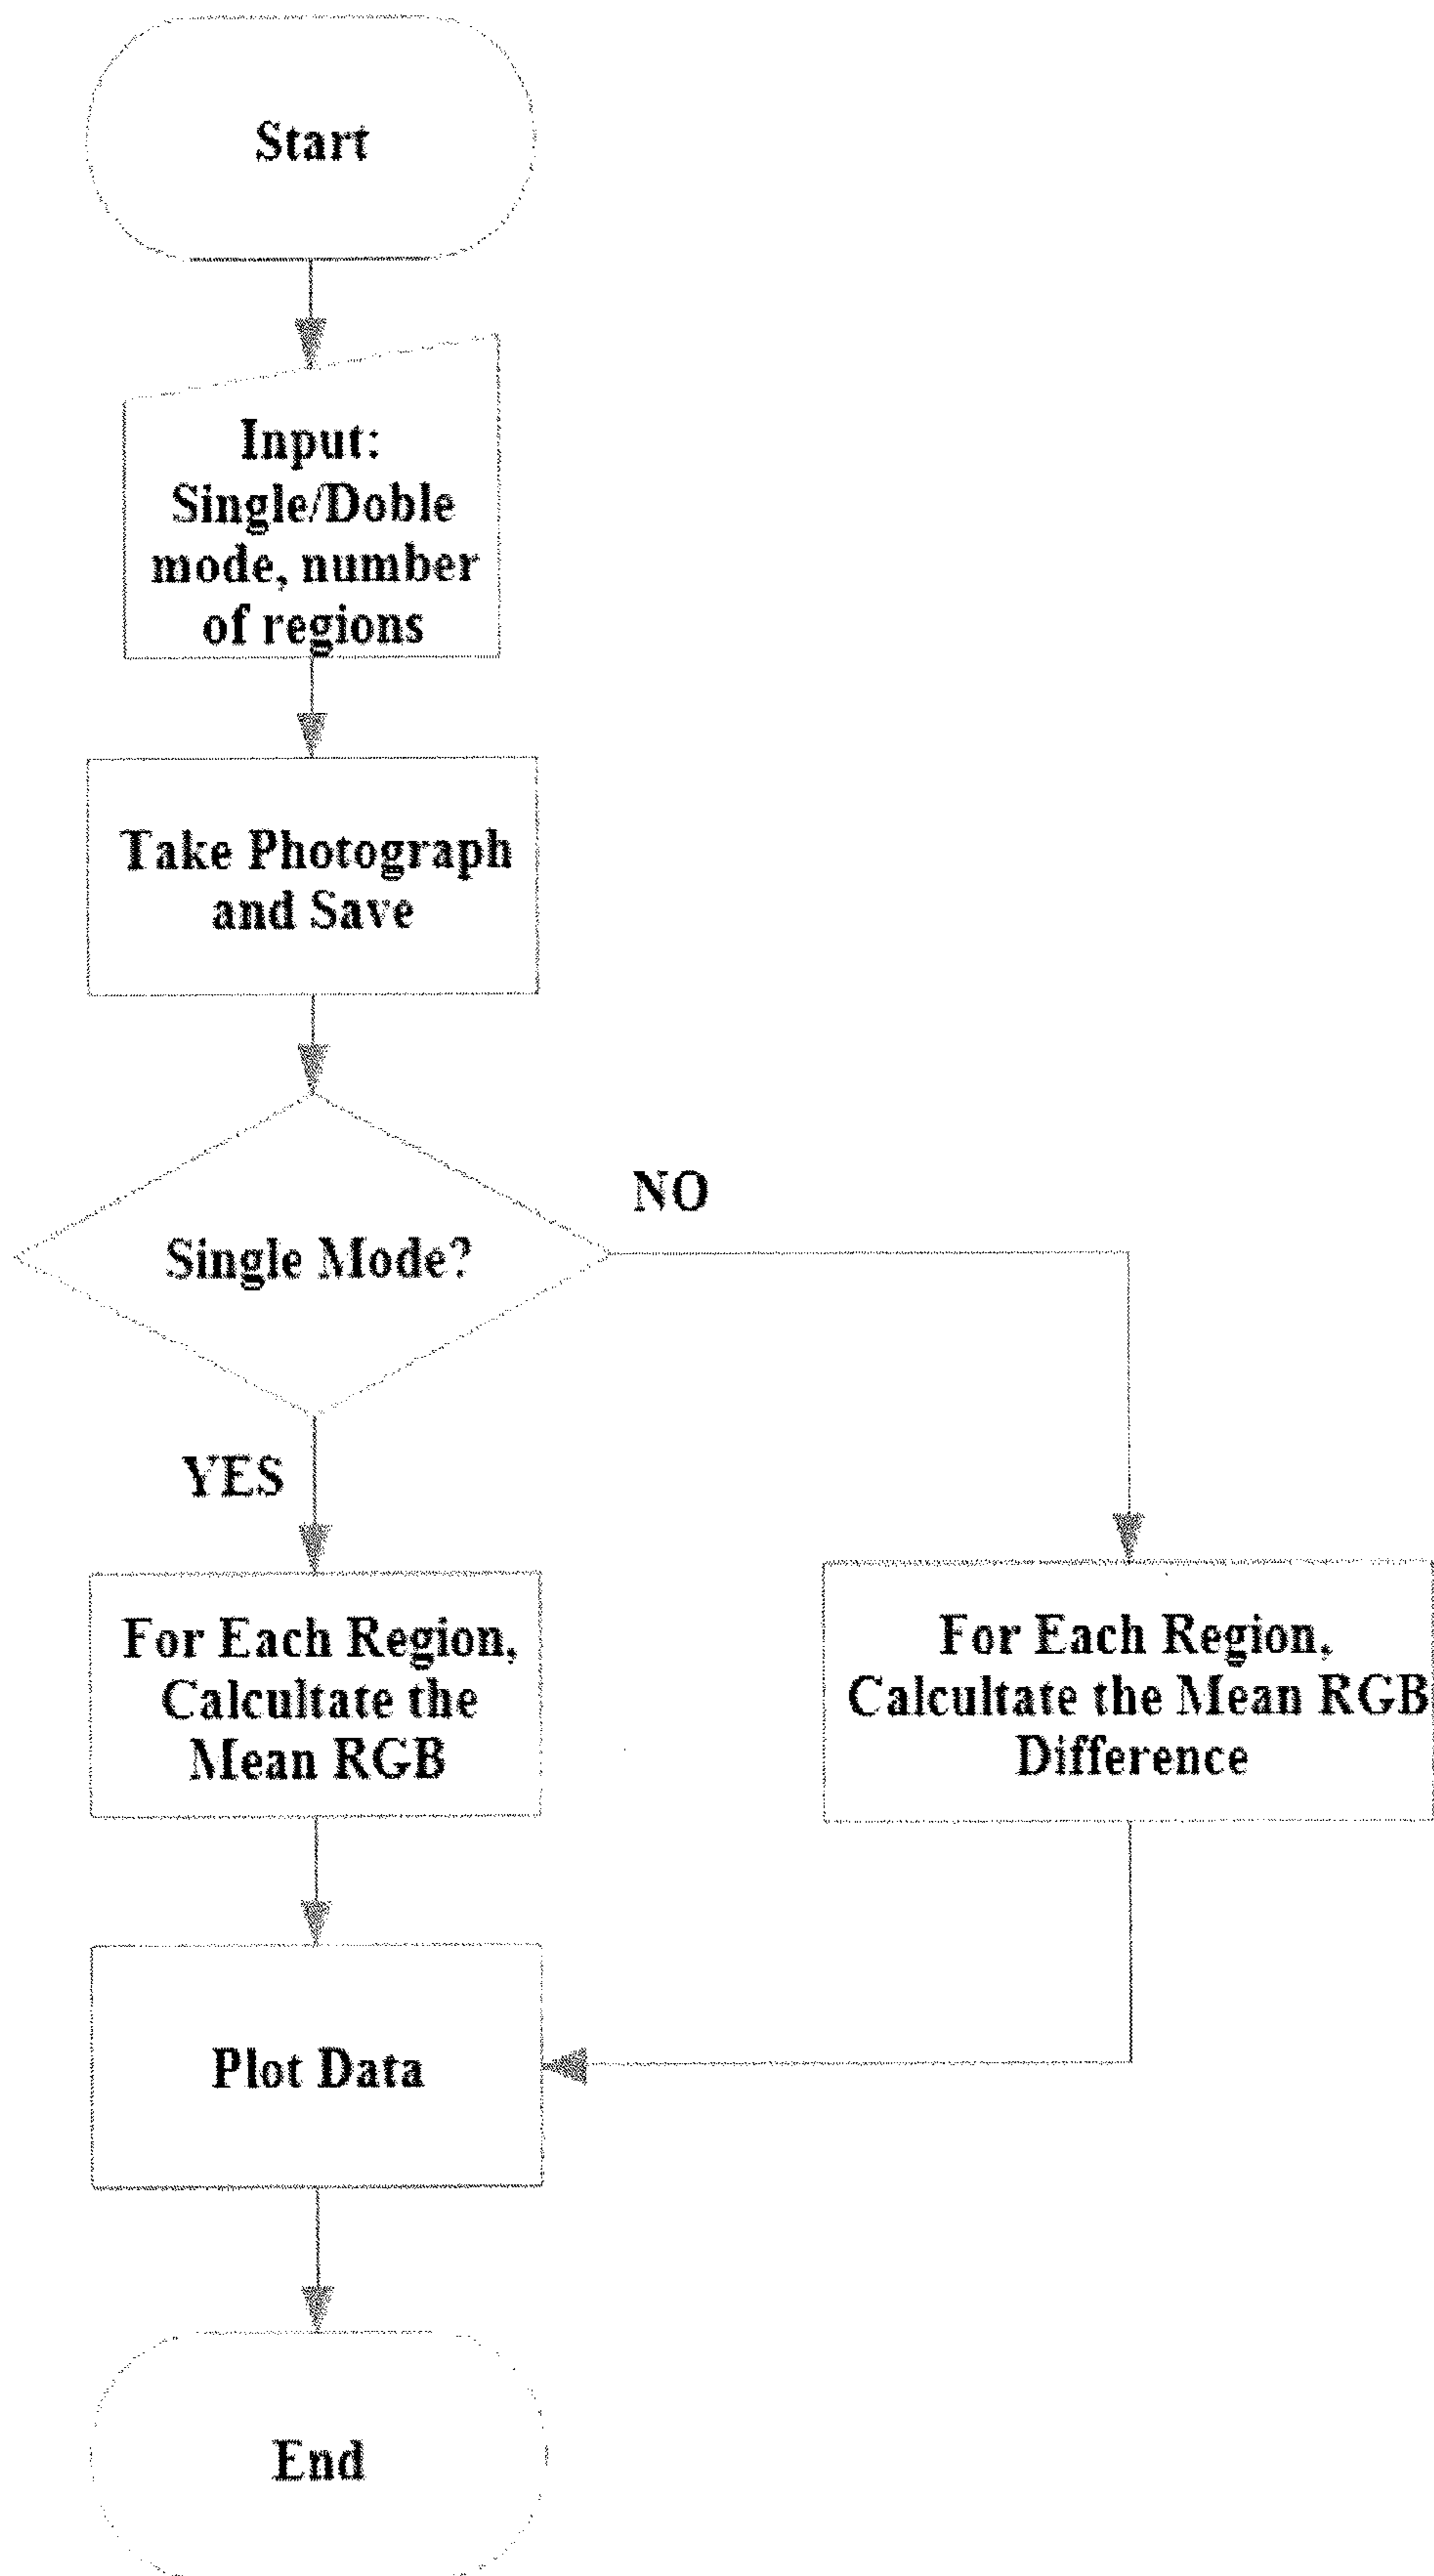 Start
Input:
Single/Doble
mode, number
of regions
Take Photograph
and Save
NO
Single Mode?
YES
For Each Region,
Calcultate the
Mean RGB
For Each Region,
Calcultate the Mean RGB
Difference
Plot Data
End